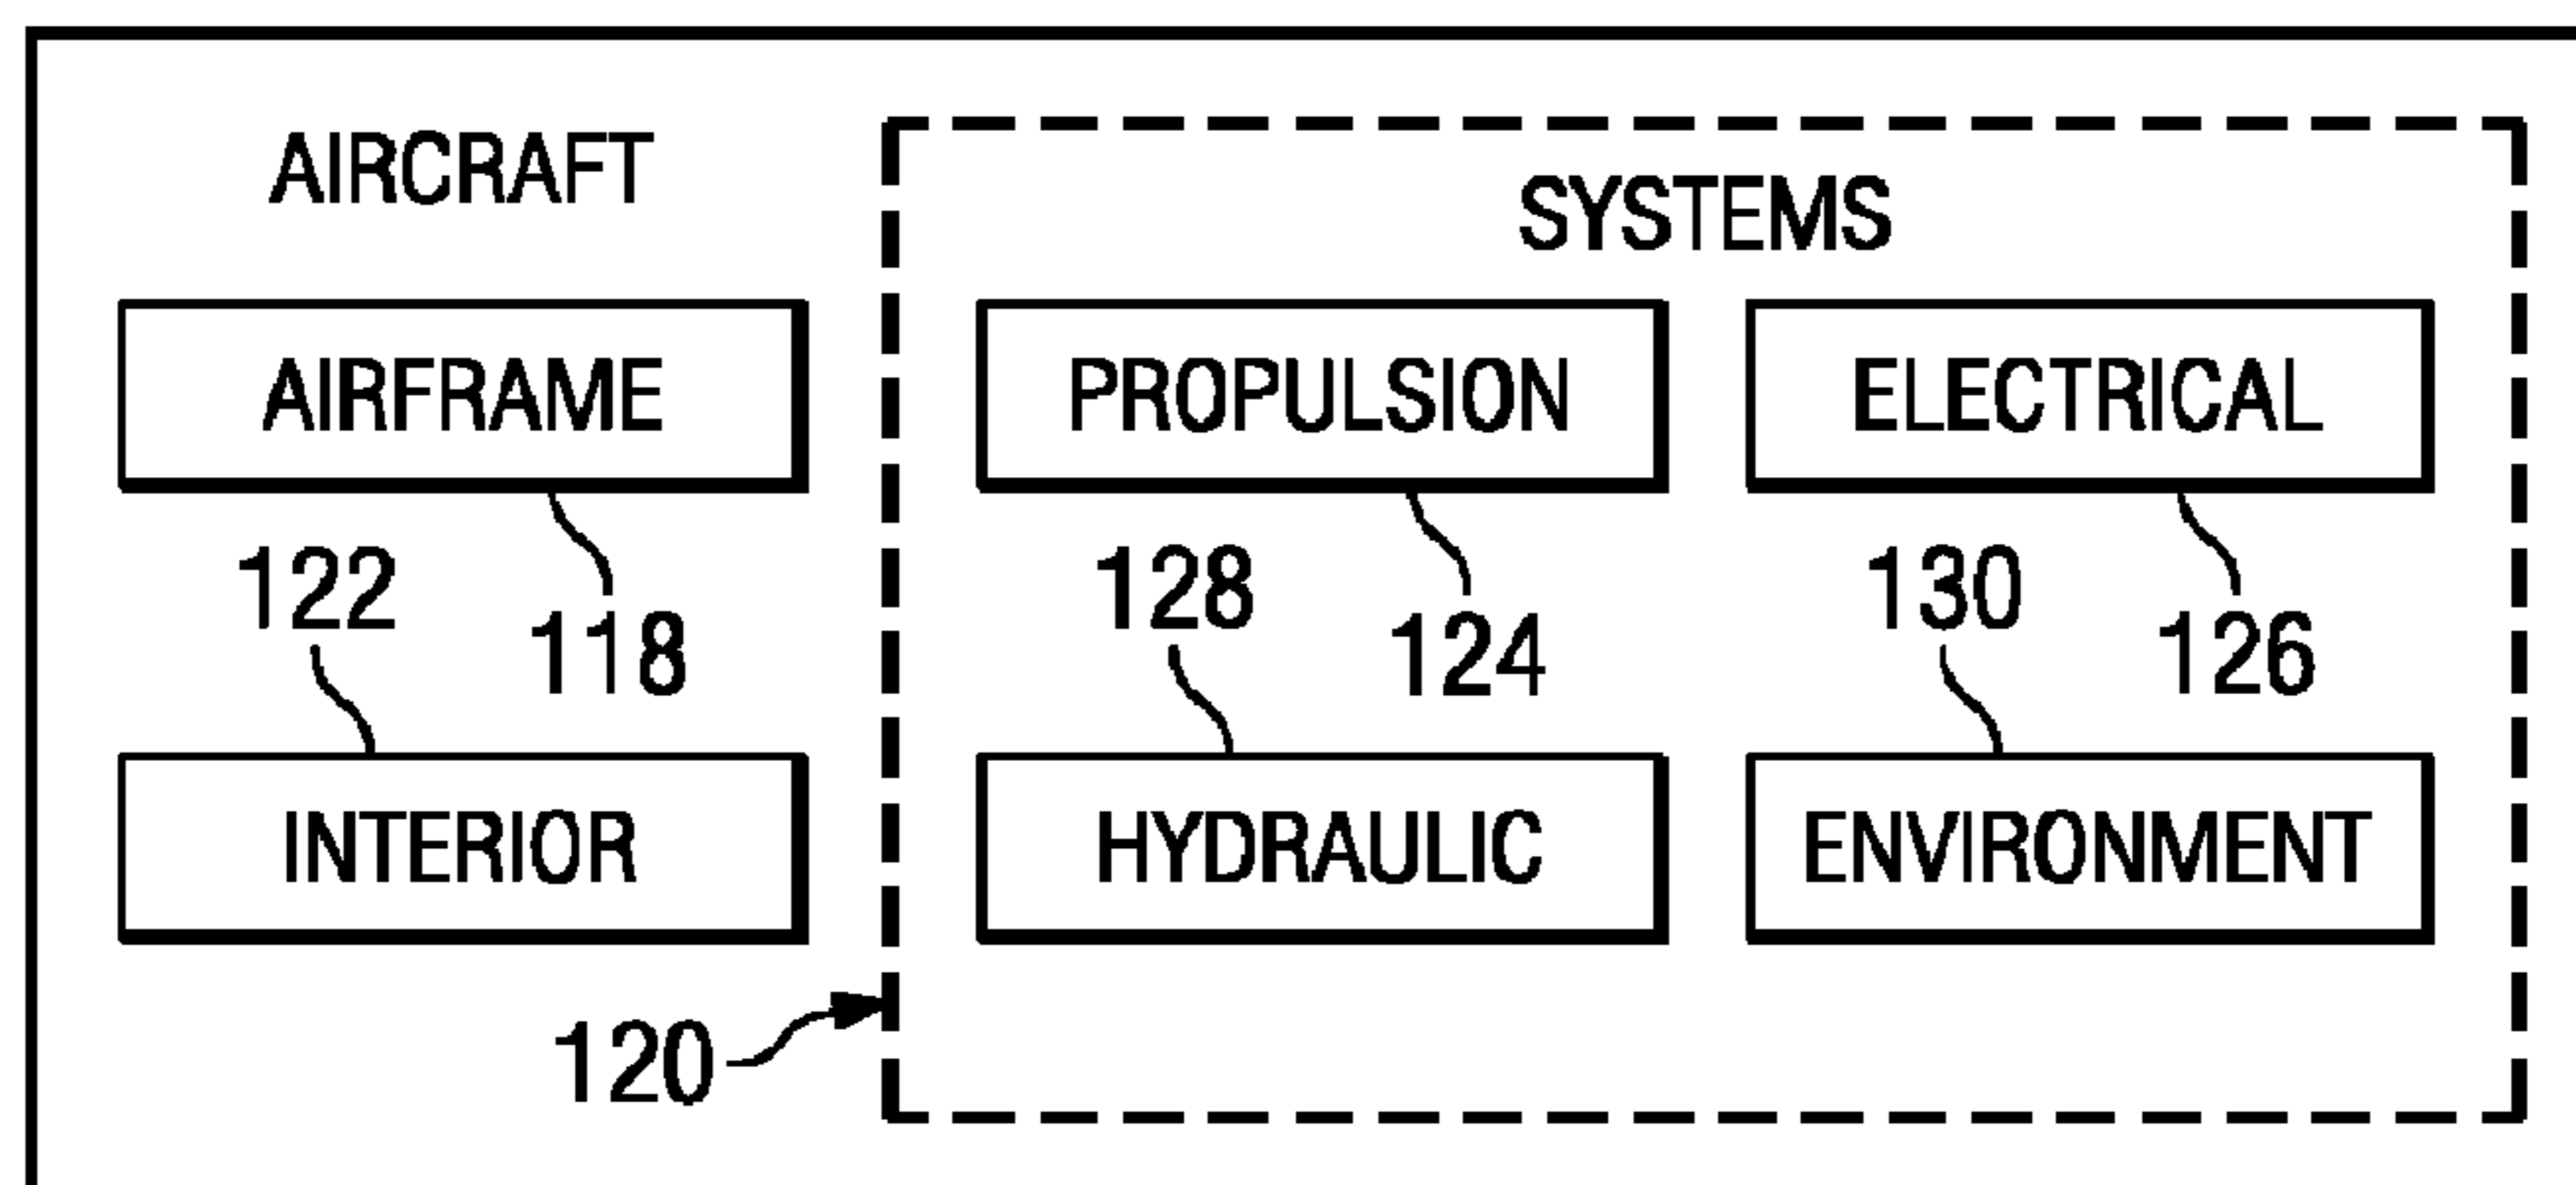 AIRCRAFT
SYSTEMS
AIRFRAME PROPULSION ELECTRICAL
122 128 130
118 124 126
INTERIOR HYDRAULIC ENVIRONMENT
120